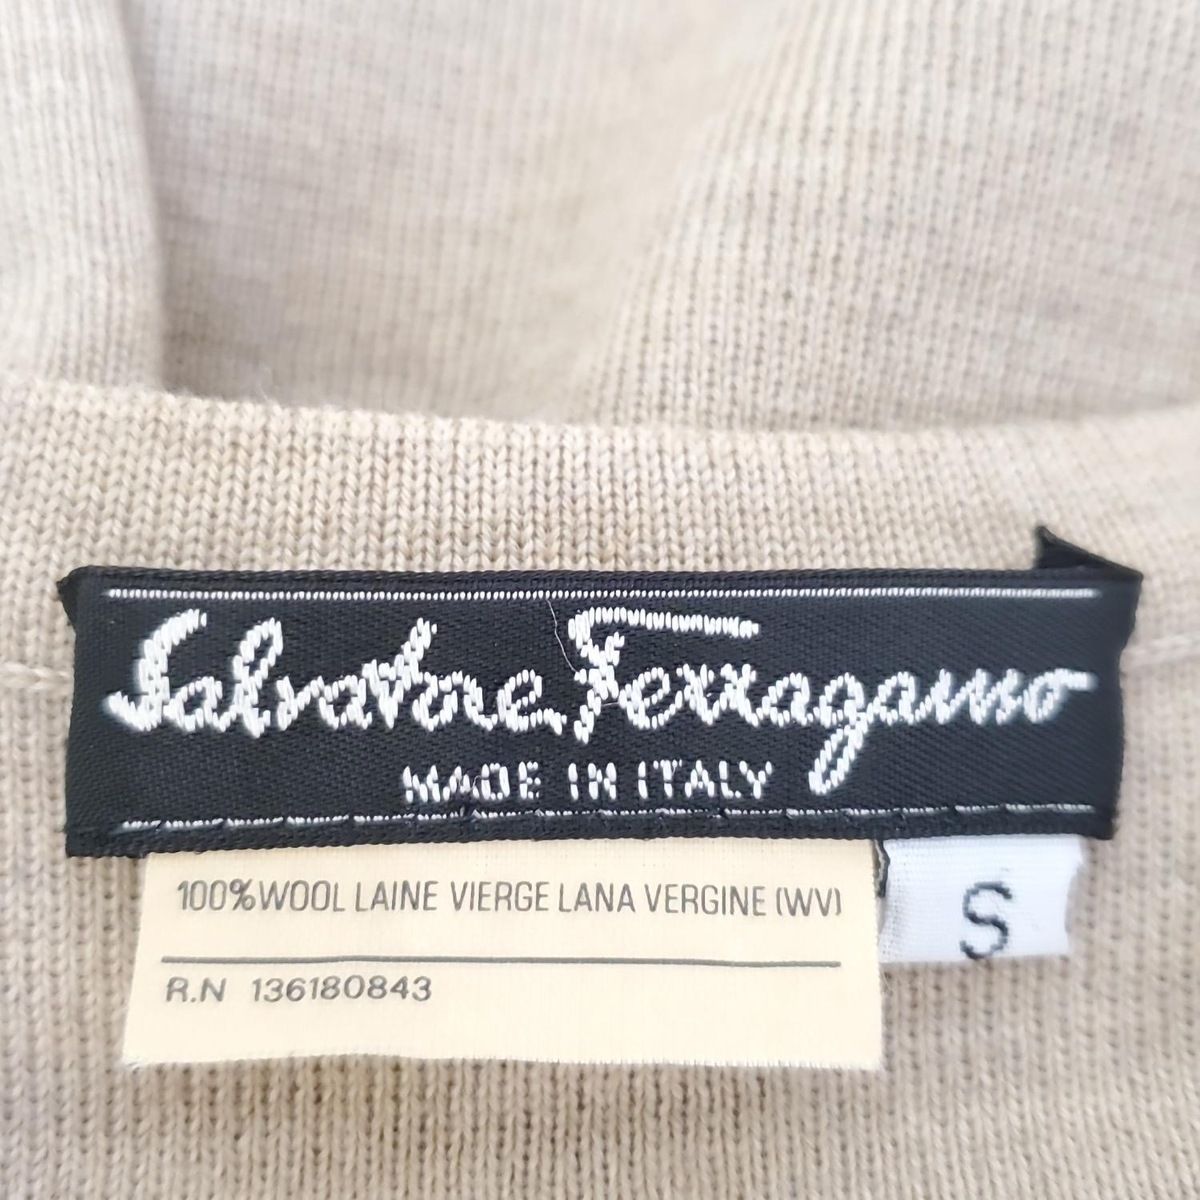 Salvatore Ferragamo
MADE IN ITALY
100% WOOL LAINE VIERGE LANA VERGINE (WV)
S
R.N 136180843